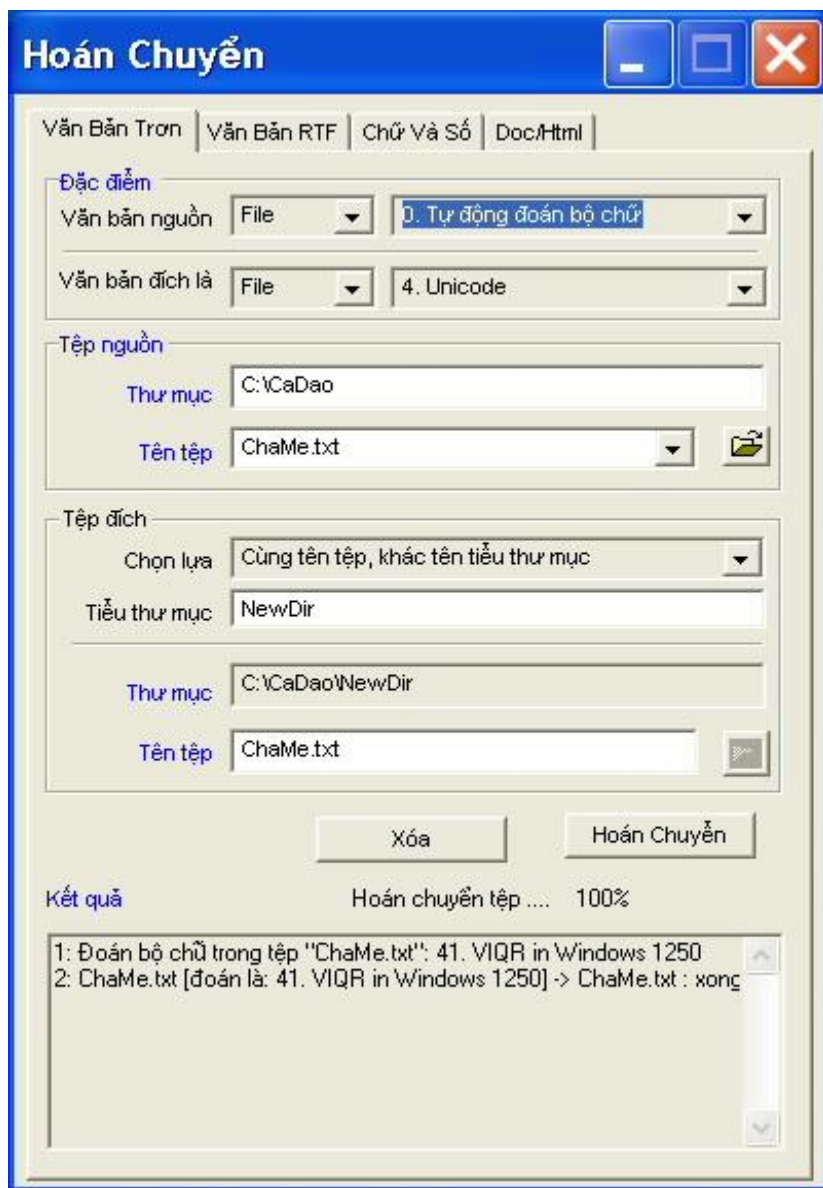 Hoán Chuyển
Văn Bản Trơn Văn Bản RTF Chữ Và Số Doc/Html
Đặc điểm
Văn bản nguồn File 0. Tự động đoán bộ chữ
Văn bản đích là File 4. Unicode
Tệp nguồn
Thư mục C:\CaDao
Tên tệp ChaMe.txt
Tệp đích
Chọn lựa Cùng tên tệp, khác tên tiểu thư mục
Tiểu thư mục NewDir
Thư mục C:\CaDao\NewDir
Tên tệp ChaMe.txt
Xóa Hoán Chuyển
Kết quả Hoán chuyển tệp .... 100%
1: Đoán bộ chữ trong tệp "ChaMe.txt": 41. VIQR in Windows 1250
2: ChaMe.txt [đoán là: 41. VIQR in Windows 1250] -> ChaMe.txt : xong